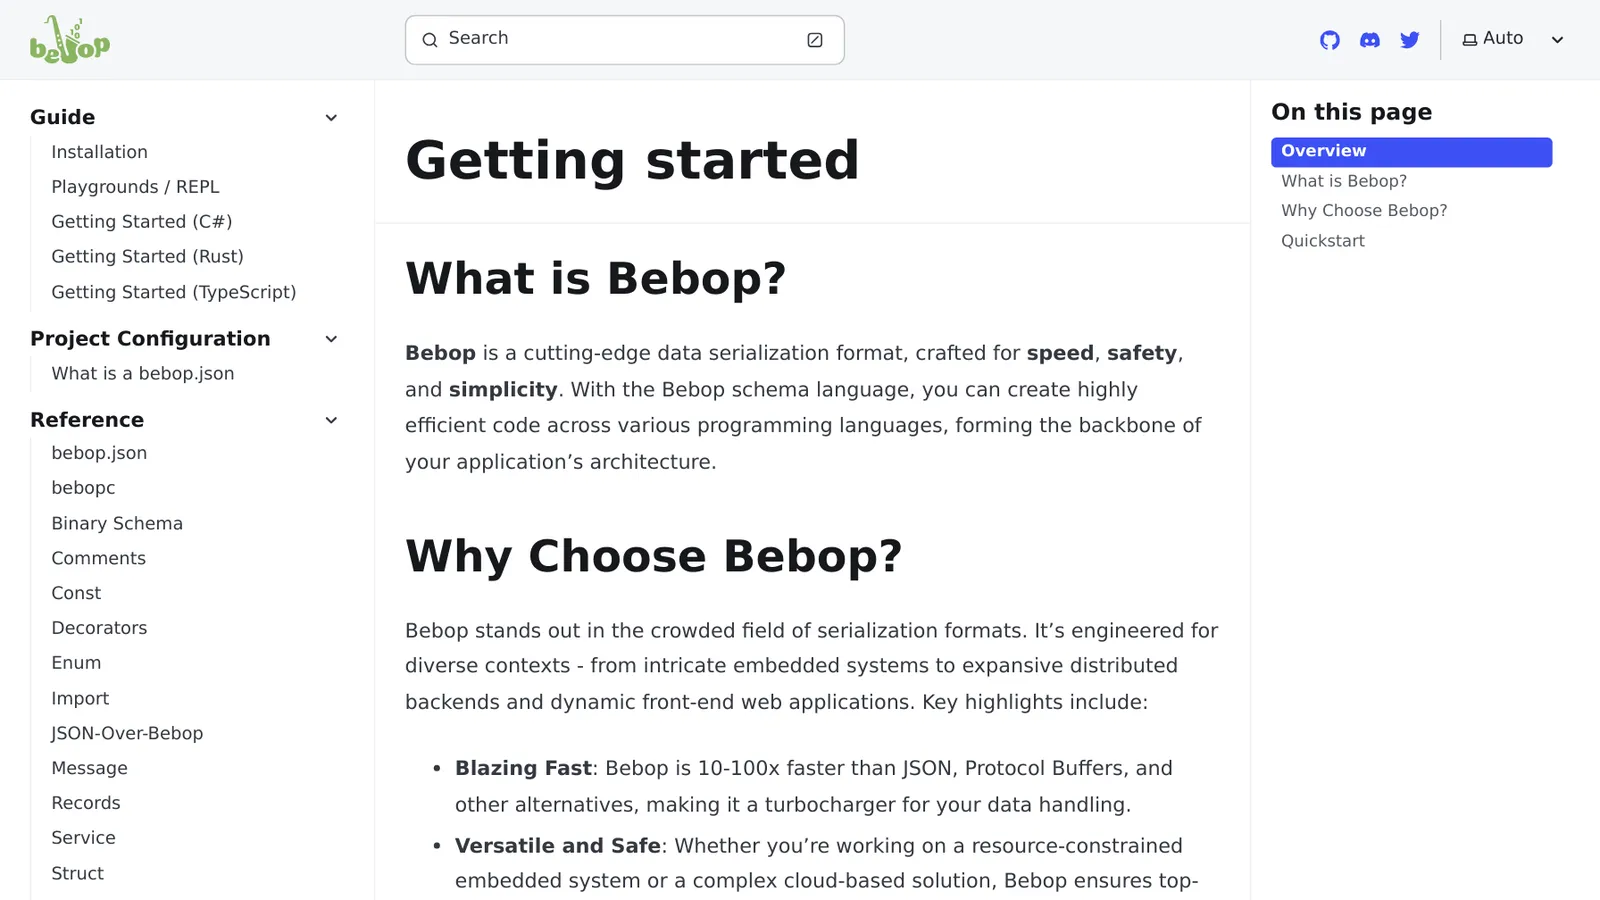 bebop
Search
Auto
Guide
Installation
Playgrounds / REPL
Getting Started (C#)
Getting Started (Rust)
Getting Started (TypeScript)
Project Configuration
What is a bebop.json
Reference
bebop.json
bebopc
Binary Schema
Comments
Const
Decorators
Enum
Import
JSON-Over-Bebop
Message
Records
Service
Struct
Getting started
What is Bebop?
Bebop is a cutting-edge data serialization format, crafted for speed, safety,
and simplicity. With the Bebop schema language, you can create highly
efficient code across various programming languages, forming the backbone of
your application’s architecture.
Why Choose Bebop?
Bebop stands out in the crowded field of serialization formats. It’s engineered for
diverse contexts - from intricate embedded systems to expansive distributed
backends and dynamic front-end web applications. Key highlights include:
• Blazing Fast: Bebop is 10-100x faster than JSON, Protocol Buffers, and
other alternatives, making it a turbocharger for your data handling.
• Versatile and Safe: Whether you’re working on a resource-constrained
embedded system or a complex cloud-based solution, Bebop ensures top-
On this page
Overview
What is Bebop?
Why Choose Bebop?
Quickstart